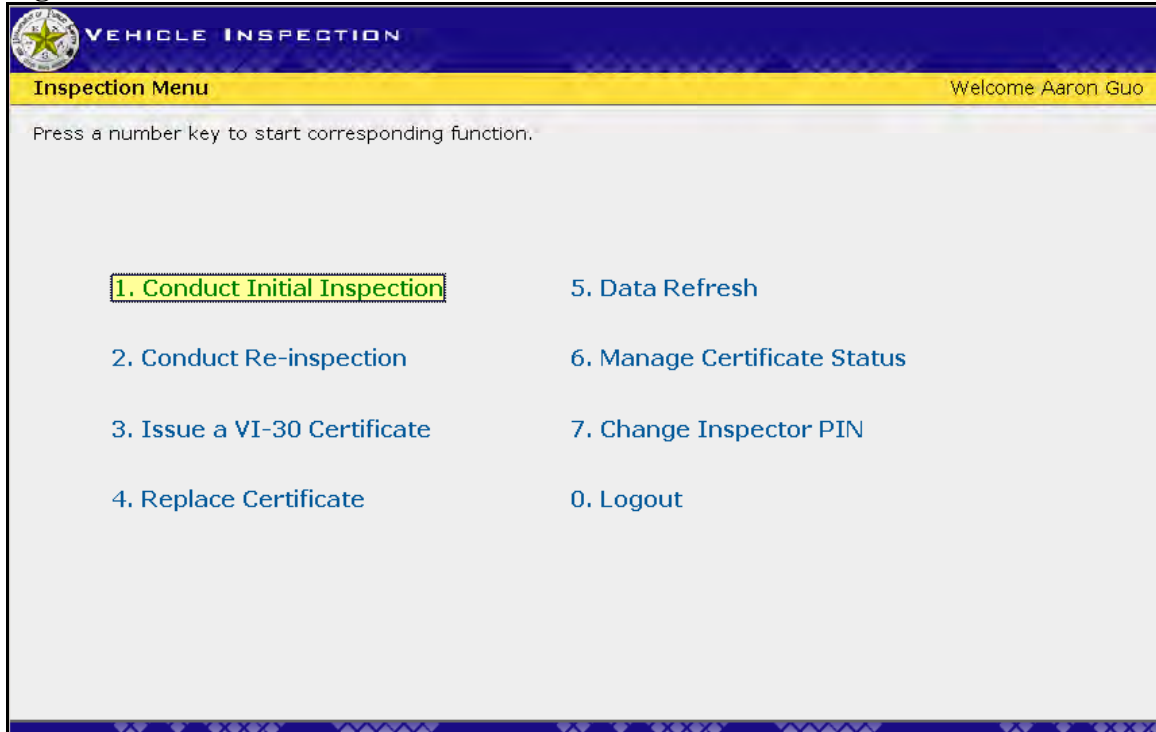 VEHICLE INSPECTION
Inspection Menu
Welcome Aaron Guo
Press a number key to start corresponding function.
1. Conduct Initial Inspection
2. Conduct Re-inspection
3. Issue a VI-30 Certificate
4. Replace Certificate
5. Data Refresh
6. Manage Certificate Status
7. Change Inspector PIN
0. Logout